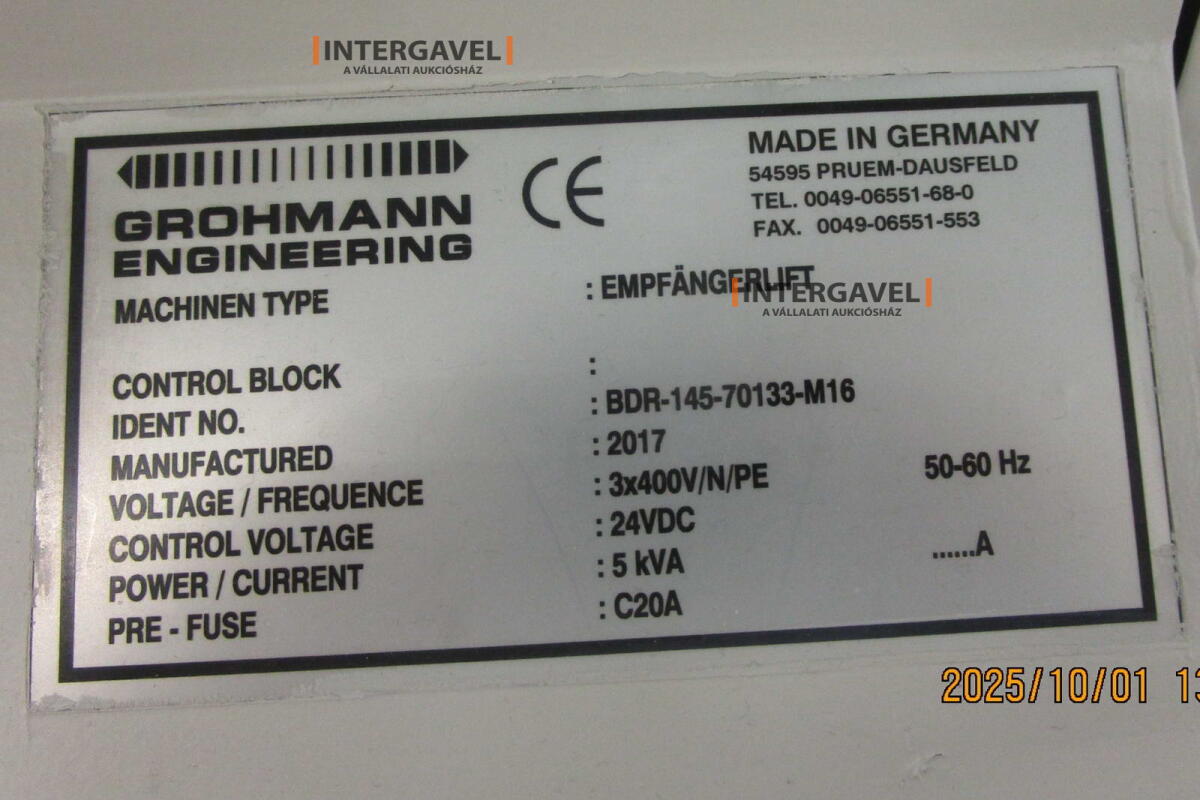 INTERGAVEL
A VÁLLALATI AUKCIÓSHÁZ
GROHMANN
ENGINEERING
CE
MADE IN GERMANY
54595 PRUEM-DAUSFELD
TEL. 0049-06551-68-0
FAX. 0049-06551-553
MACHINEN TYPE : EMPFÄNGERLIFT
INTERGAVEL
A VÁLLALATI AUKCIÓSHÁZ
CONTROL BLOCK :
IDENT NO. : BDR-145-70133-M16
MANUFACTURED : 2017
VOLTAGE / FREQUENCE : 3x400V/N/PE 50-60 Hz
CONTROL VOLTAGE : 24VDC
POWER / CURRENT : 5 kVA ......A
PRE - FUSE : C20A
2025/10/01 13